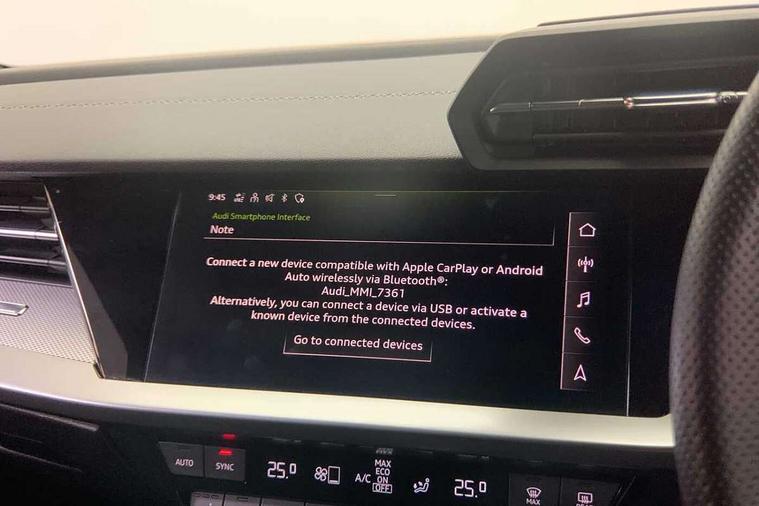 9:45
Audi Smartphone Interface
Note
Connect a new device compatible with Apple CarPlay or Android
Auto wirelessly via Bluetooth®:
Audi_MMI_7361
Alternatively, you can connect a device via USB or activate a
known device from the connected devices.
Go to connected devices
AUTO
SYNC
25.0
A/C
MAX
ECO
ON
OFF
25.0
MAX